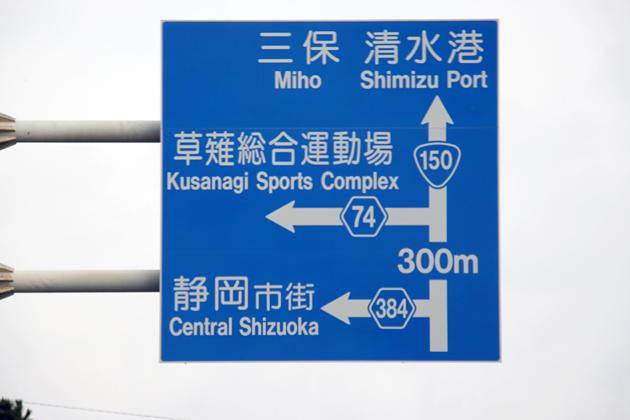 三保 清水港
Miho Shimizu Port
150
草薙総合運動場
Kusanagi Sports Complex
74
300m
静岡市街
384
Central Shizuoka